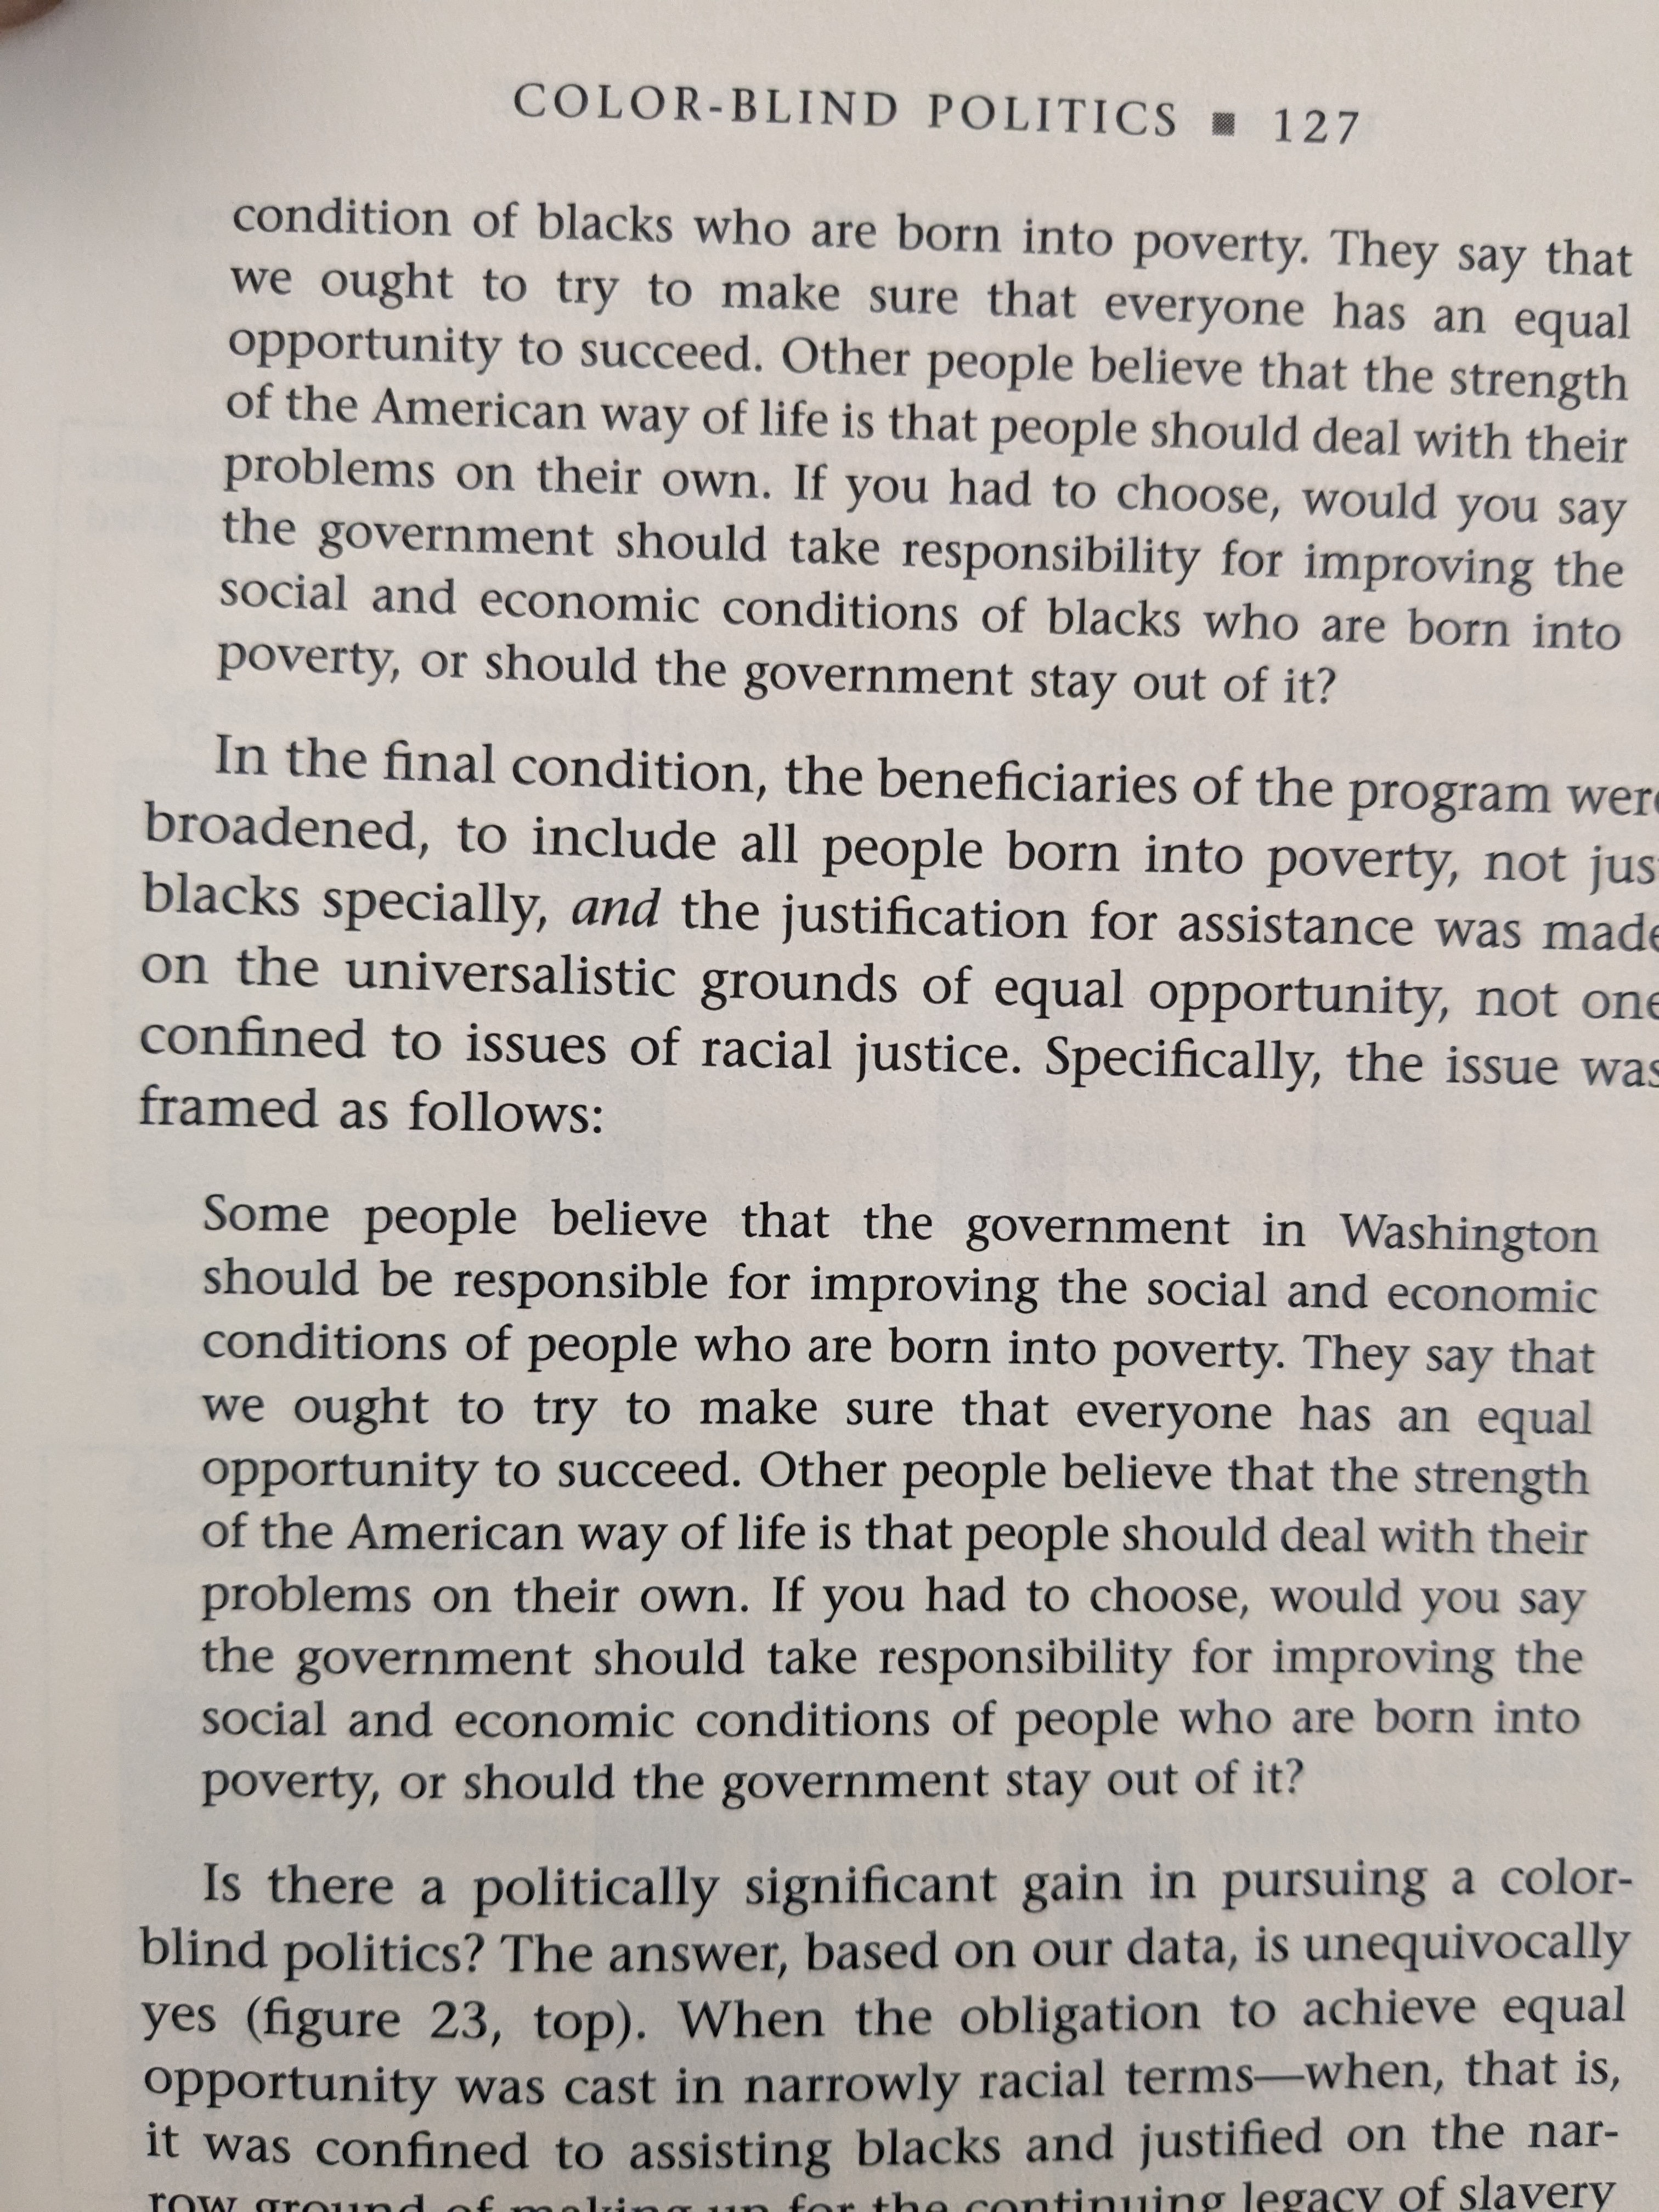 COLOR-BLIND POLITICS ■ 127
condition of blacks who are born into poverty. They say that
we ought to try to make sure that everyone has an equal
opportunity to succeed. Other people believe that the strength
of the American way of life is that people should deal with their
problems on their own. If you had to choose, would you say
the government should take responsibility for improving the
social and economic conditions of blacks who are born into
poverty, or should the government stay out of it?
In the final condition, the beneficiaries of the program were
broadened, to include all people born into poverty, not jus
blacks specially, and the justification for assistance was made
on the universalistic grounds of equal opportunity, not one
confined to issues of racial justice. Specifically, the issue was
framed as follows:
Some people believe that the government in Washington
should be responsible for improving the social and economic
conditions of people who are born into poverty. They say that
we ought to try to make sure that everyone has an equal
opportunity to succeed. Other people believe that the strength
of the American way of life is that people should deal with their
problems on their own. If you had to choose, would you say
the government should take responsibility for improving the
social and economic conditions of people who are born into
poverty, or should the government stay out of it?
Is there a politically significant gain in pursuing a color-
blind politics? The answer, based on our data, is unequivocally
yes (figure 23, top). When the obligation to achieve equal
opportunity was cast in narrowly racial terms—when, that is,
it was confined to assisting blacks and justified on the nar-
row ground of making up for the continuing legacy of slavery